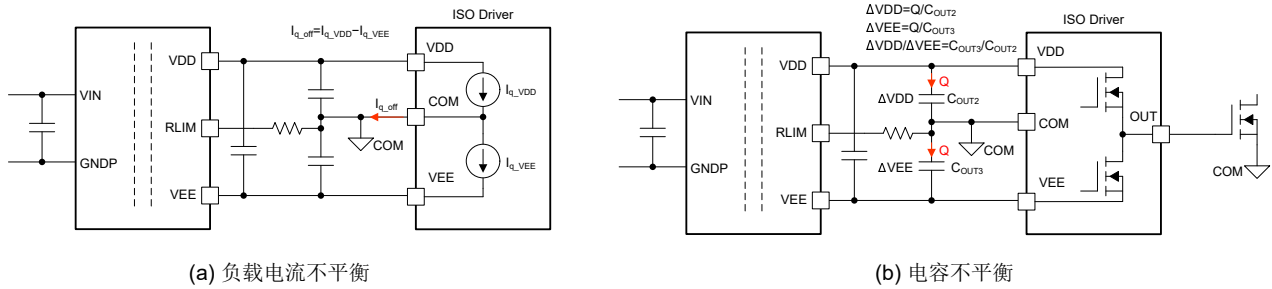 ISO Driver
I_q_off=I_q_VDD−I_q_VEE
VDD
VDD
I_q_VDD
VIN
COM
I_q_off
RLIM
COM
I_q_VEE
GNDP
VEE
VEE
(a) 负载电流不平衡
ΔVDD=Q/C_OUT2
ΔVEE=Q/C_OUT3
ΔVDD/ΔVEE=C_OUT3/C_OUT2
ISO Driver
VDD
VDD
Q
ΔVDD
C_OUT2
VIN
OUT
COM
RLIM
COM
Q
ΔVEE
C_OUT3
GNDP
COM
VEE
VEE
(b) 电容不平衡